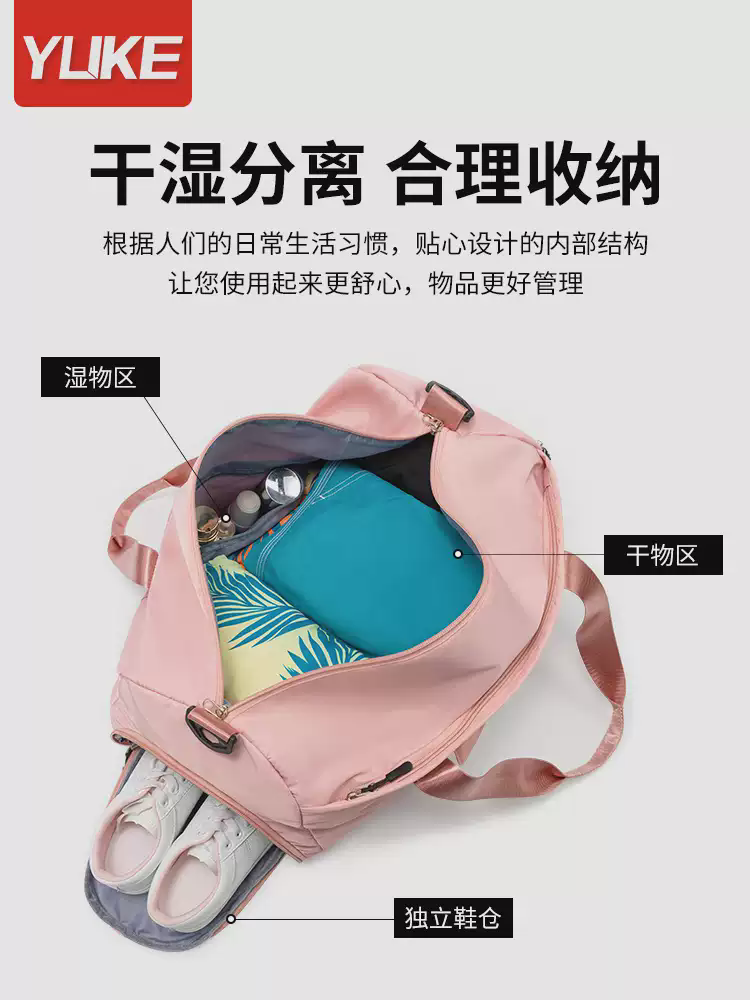 YUKE
干湿分离 合理收纳
根据人们的日常生活习惯，贴心设计的内部结构
让您使用起来更舒心，物品更好管理
湿物区
干物区
独立鞋仓